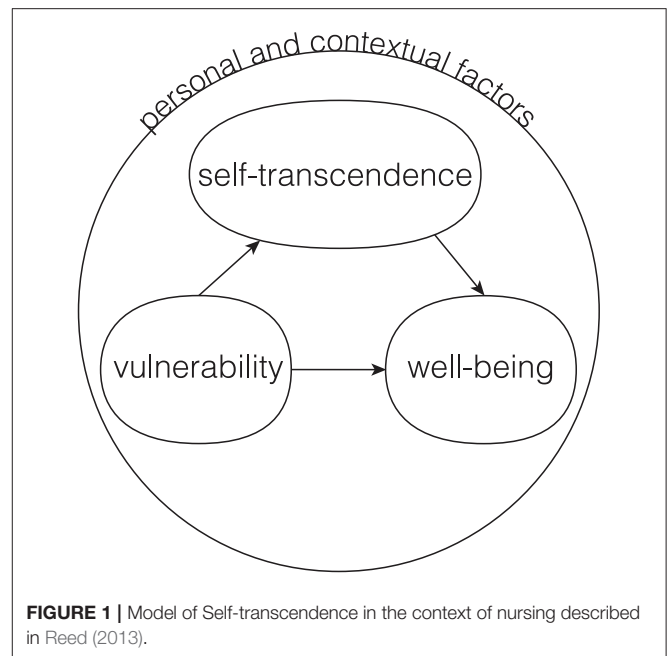 personal and contextual factors
self-transcendence
vulnerability
well-being
FIGURE 1 | Model of Self-transcendence in the context of nursing described
in Reed (2013).